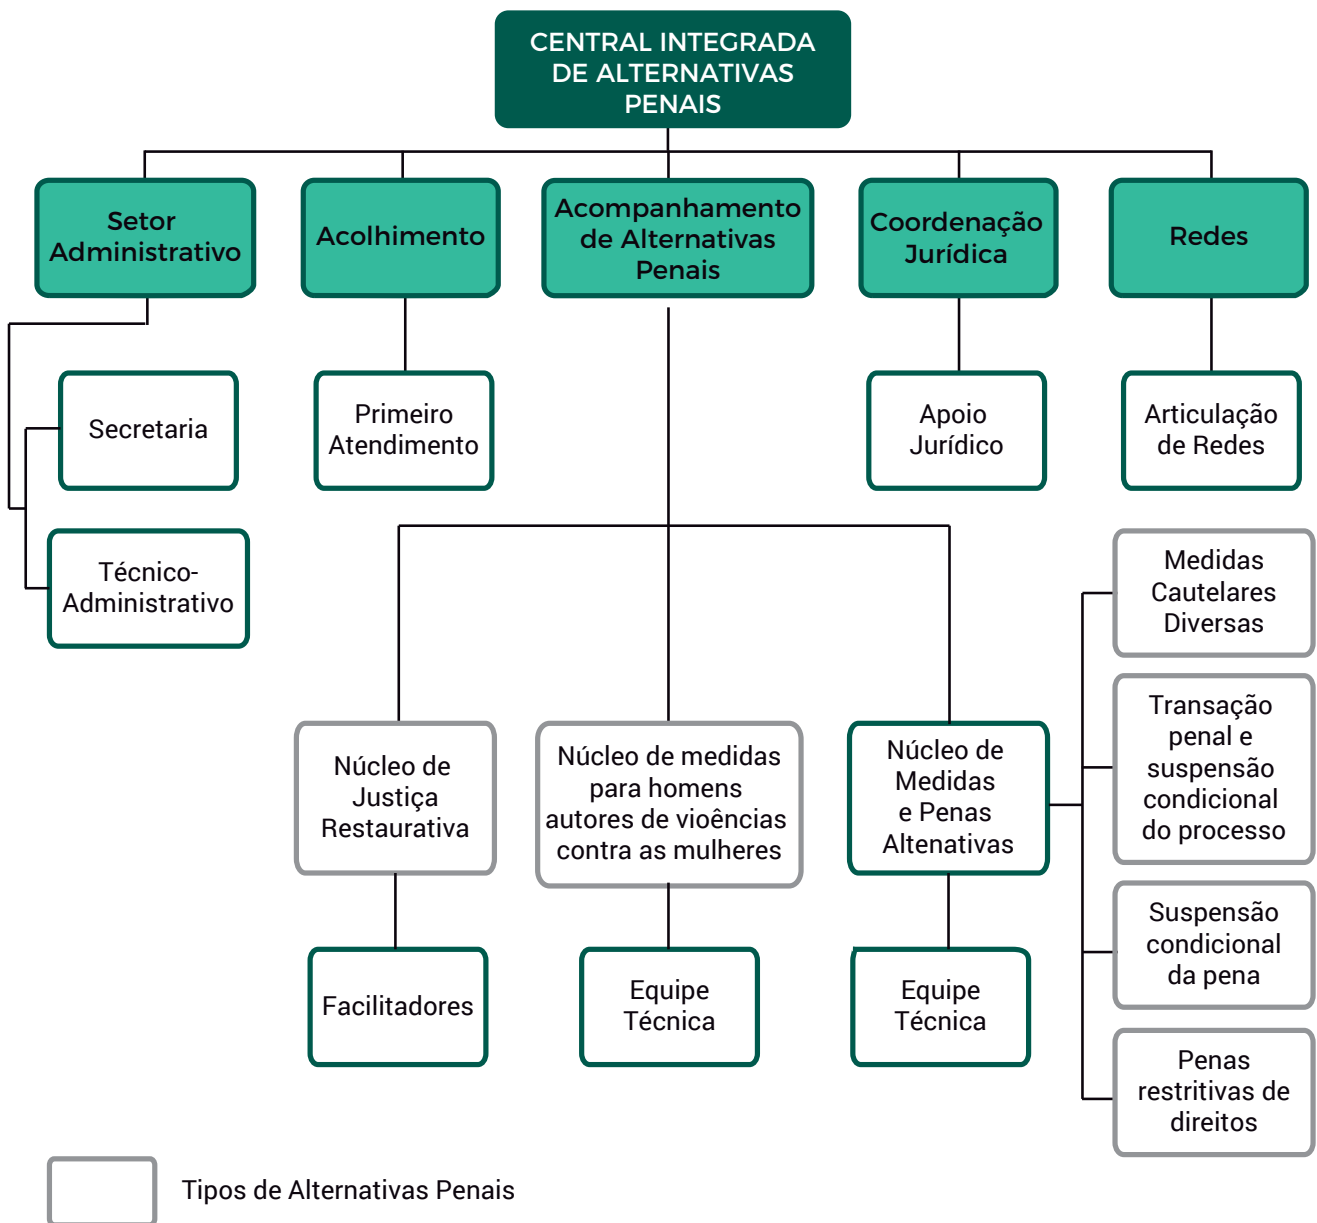 CENTRAL INTEGRADA
DE ALTERNATIVAS
PENAIS
Setor
Administrativo
Acolhimento
Acompanhamento
de Alternativas
Penais
Coordenação
Jurídica
Redes
Secretaria
Técnico-
Administrativo
Primeiro
Atendimento
Apoio
Jurídico
Articulação
de Redes
Núcleo de
Justiça
Restaurativa
Núcleo de medidas
para homens
autores de vioências
contra as mulheres
Núcleo de
Medidas
e Penas
Altenativas
Medidas
Cautelares
Diversas
Transação
penal e
suspensão
condicional
do processo
Suspensão
condicional
da pena
Penas
restritivas de
direitos
Facilitadores
Equipe
Técnica
Equipe
Técnica
Tipos de Alternativas Penais